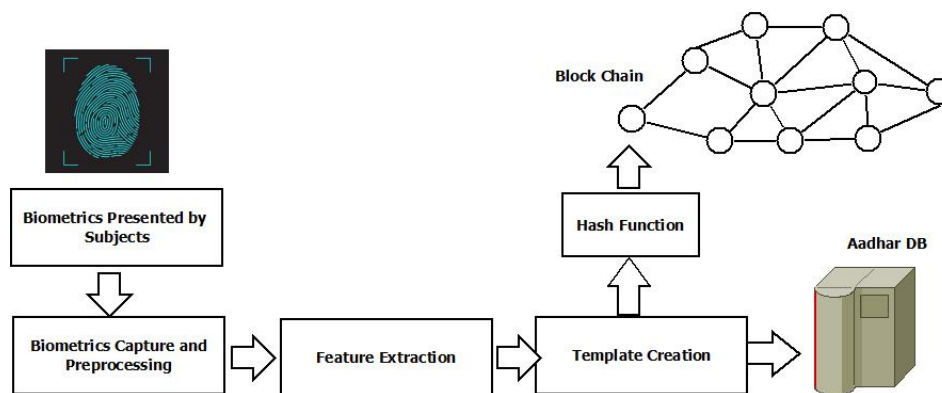 Block Chain
Biometrics Presented by
Subjects
Hash Function
Aadhar DB
Biometrics Capture and
Preprocessing
Feature Extraction
Template Creation